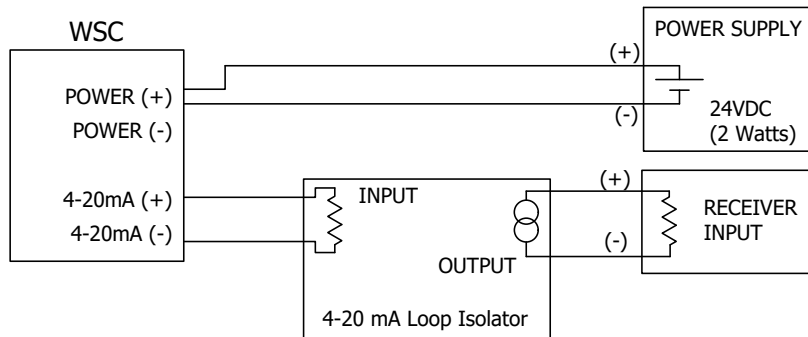 WSC
POWER (+)
POWER (-)
4-20mA (+)
4-20mA (-)
(+)
(-)
POWER SUPPLY
24VDC
(2 Watts)
INPUT
OUTPUT
4-20 mA Loop Isolator
(+)
(-)
RECEIVER
INPUT